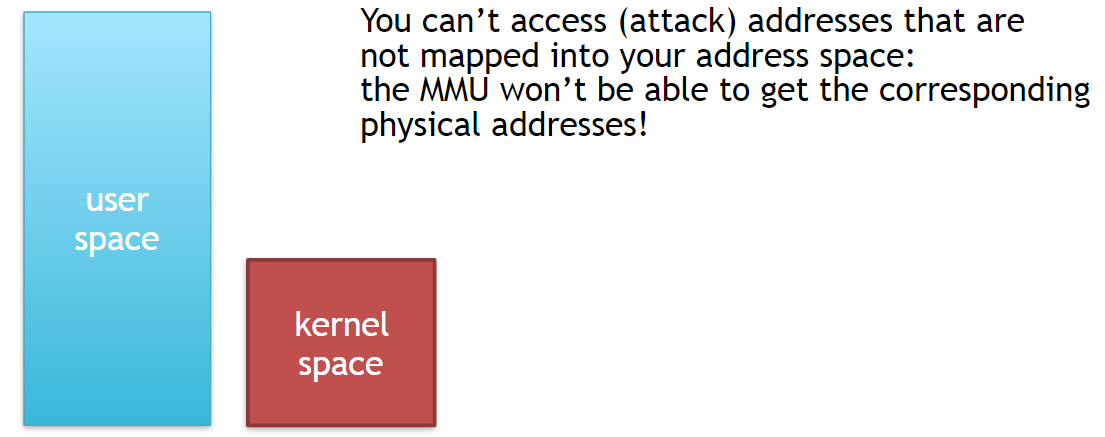 You can’t access (attack) addresses that are
not mapped into your address space:
the MMU won’t be able to get the corresponding
physical addresses!
user
space
kernel
space